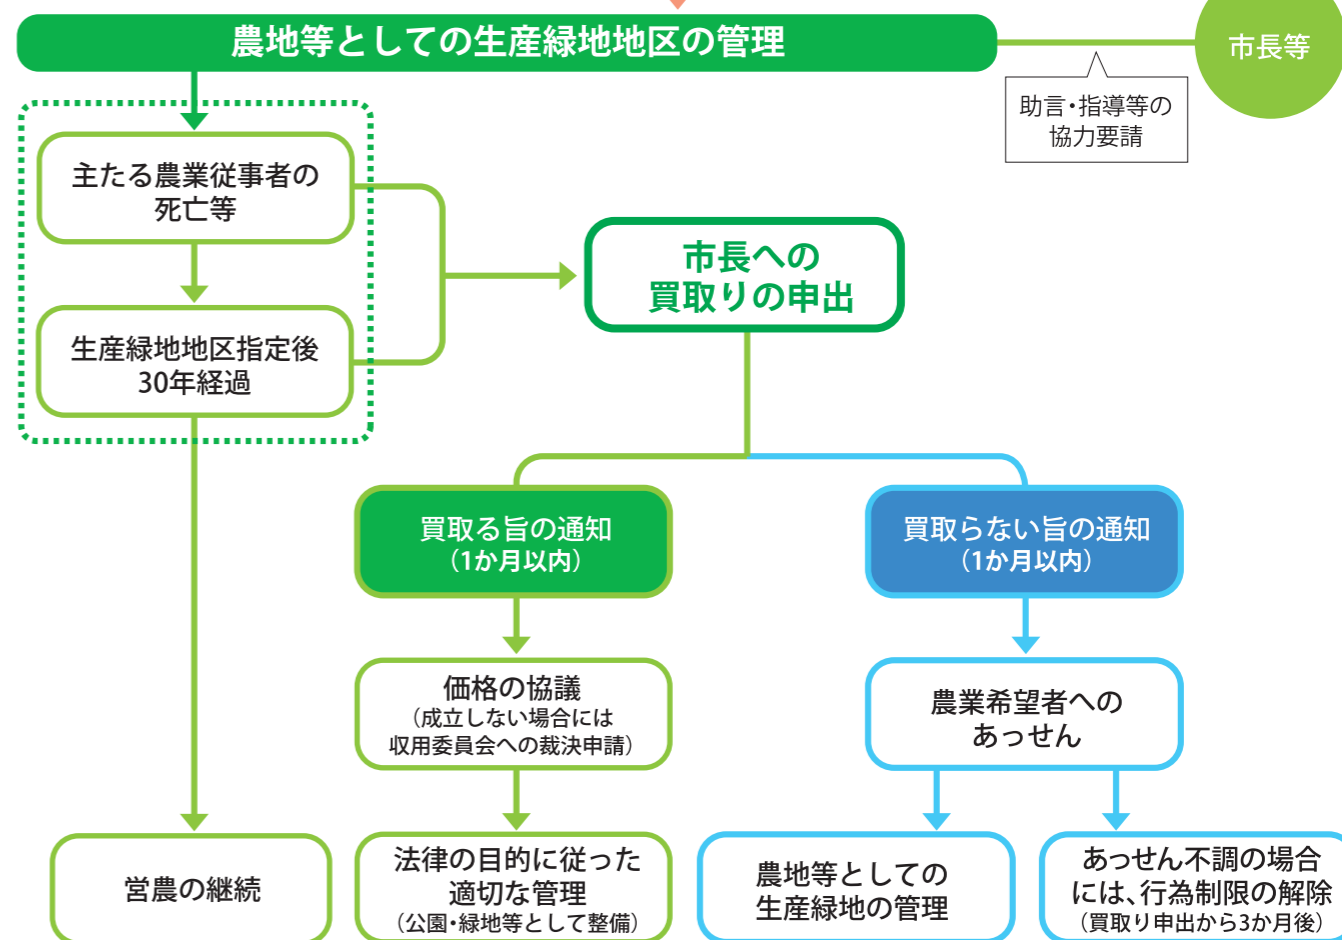 農地等としての生産緑地地区の管理
市長等
助言・指導等の
協力要請
主たる農業従事者の
死亡等
市長への
買取りの申出
生産緑地地区指定後
30年経過
買取る旨の通知
（1か月以内）
買取らない旨の通知
（1か月以内）
価格の協議
（成立しない場合には
収用委員会への裁決申請）
農業希望者への
あっせん
営農の継続
法律の目的に従った
適切な管理
（公園・緑地等として整備）
農地等としての
生産緑地の管理
あっせん不調の場合
には、行為制限の解除
（買取り申出から3か月後）